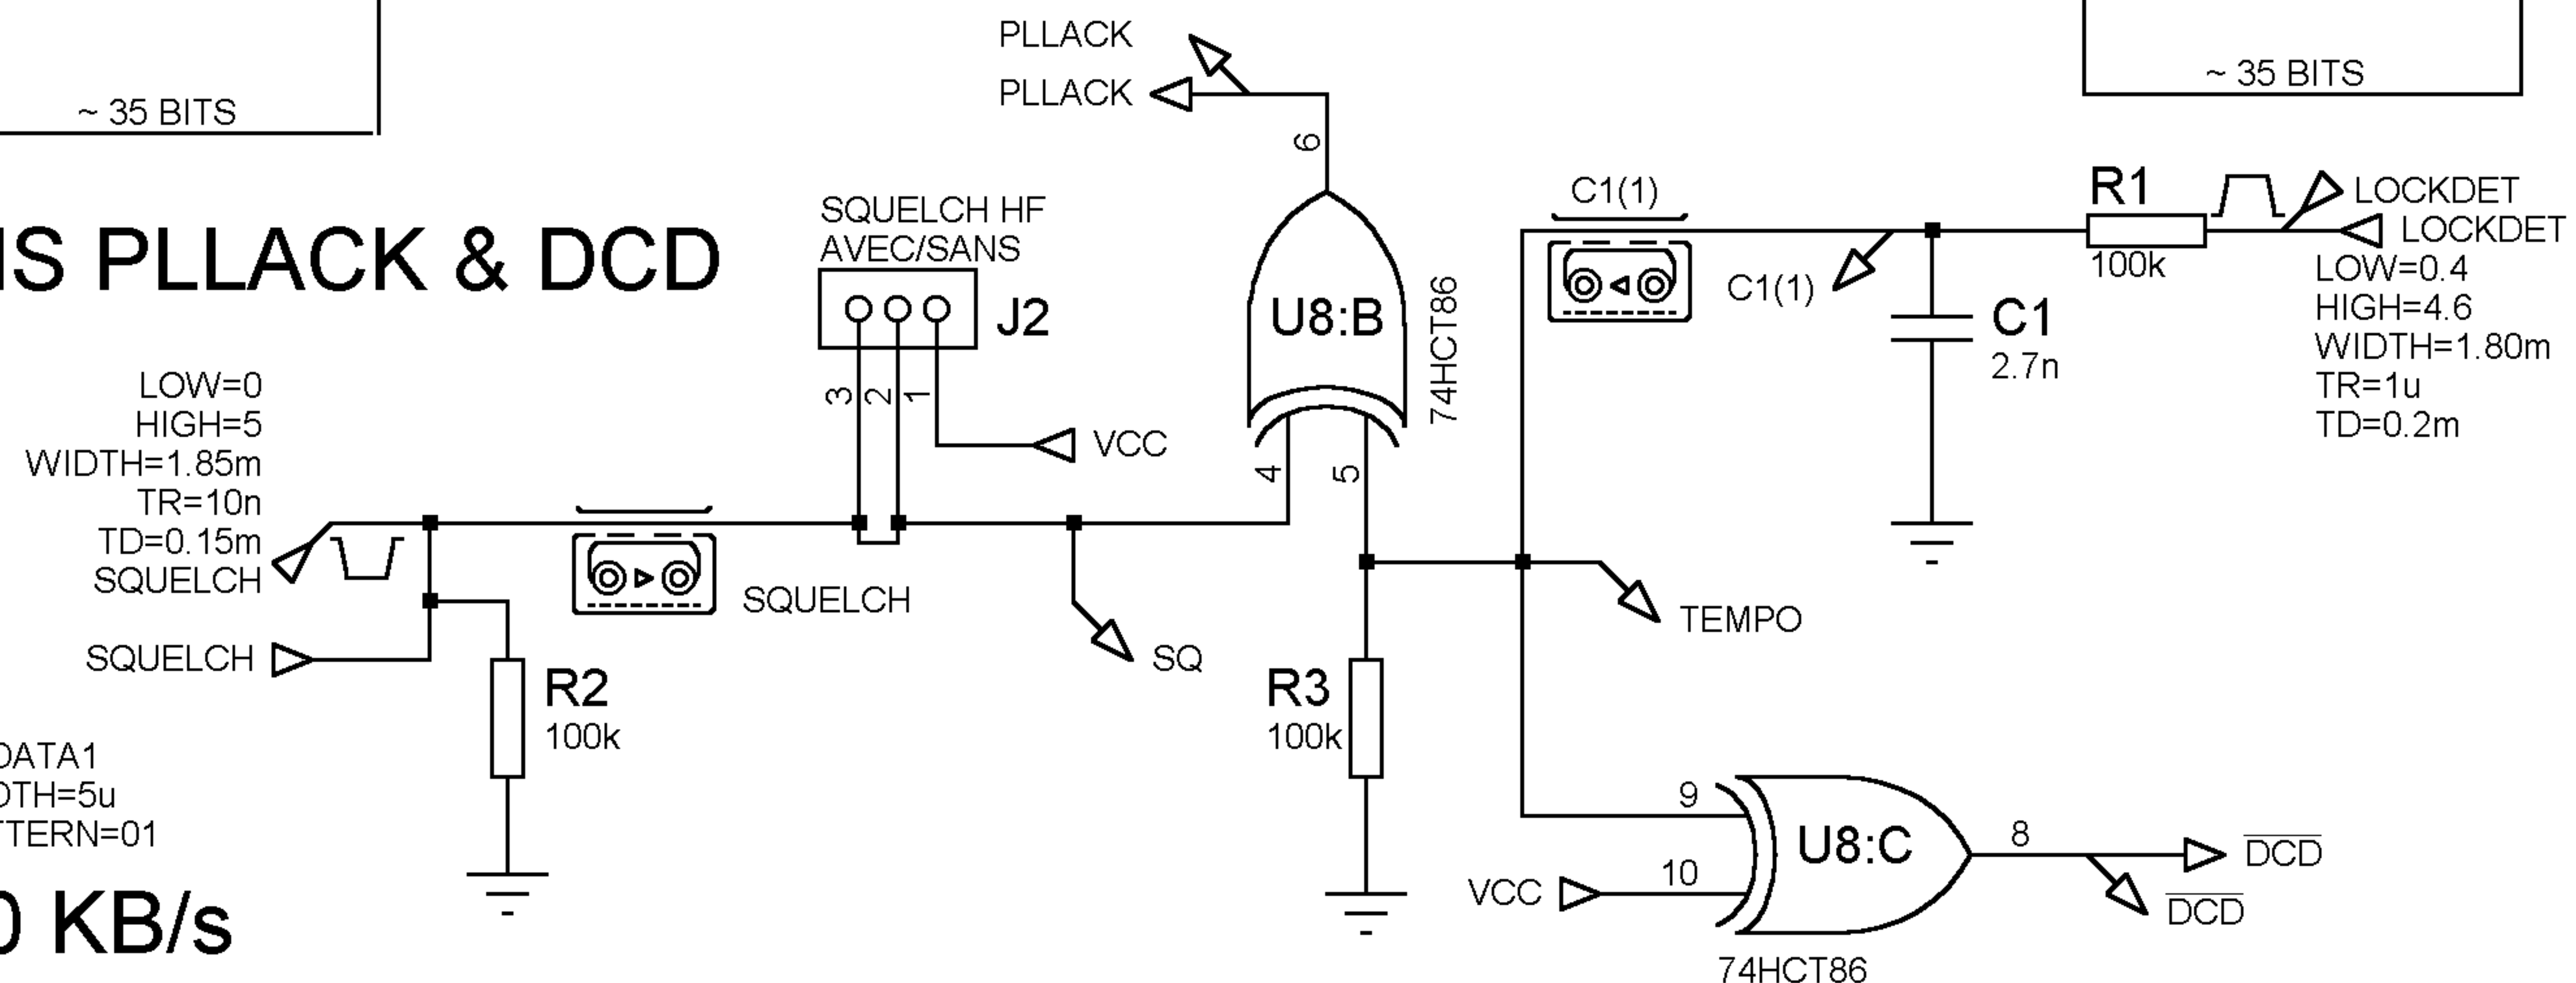 ~ 35 BITS
PLLACK
PLLACK
6
~ 35 BITS
IS PLLACK & DCD
SQUELCH HF
AVEC/SANS
J2
3
2
1
VCC
U8:B
74HCT86
4
5
C1(1)
C1(1)
C1
2.7n
R1
100k
LOCKDET
LOCKDET
LOW=0.4
HIGH=4.6
WIDTH=1.80m
TR=1u
TD=0.2m
LOW=0
HIGH=5
WIDTH=1.85m
TR=10n
TD=0.15m
SQUELCH
SQUELCH
SQUELCH
R2
100k
SQ
R3
100k
TEMPO
DATA1
DTH=5u
TTERN=01
0 KB/s
9
10
VCC
U8:C
74HCT86
8
D̅C̅D̅
D̅C̅D̅